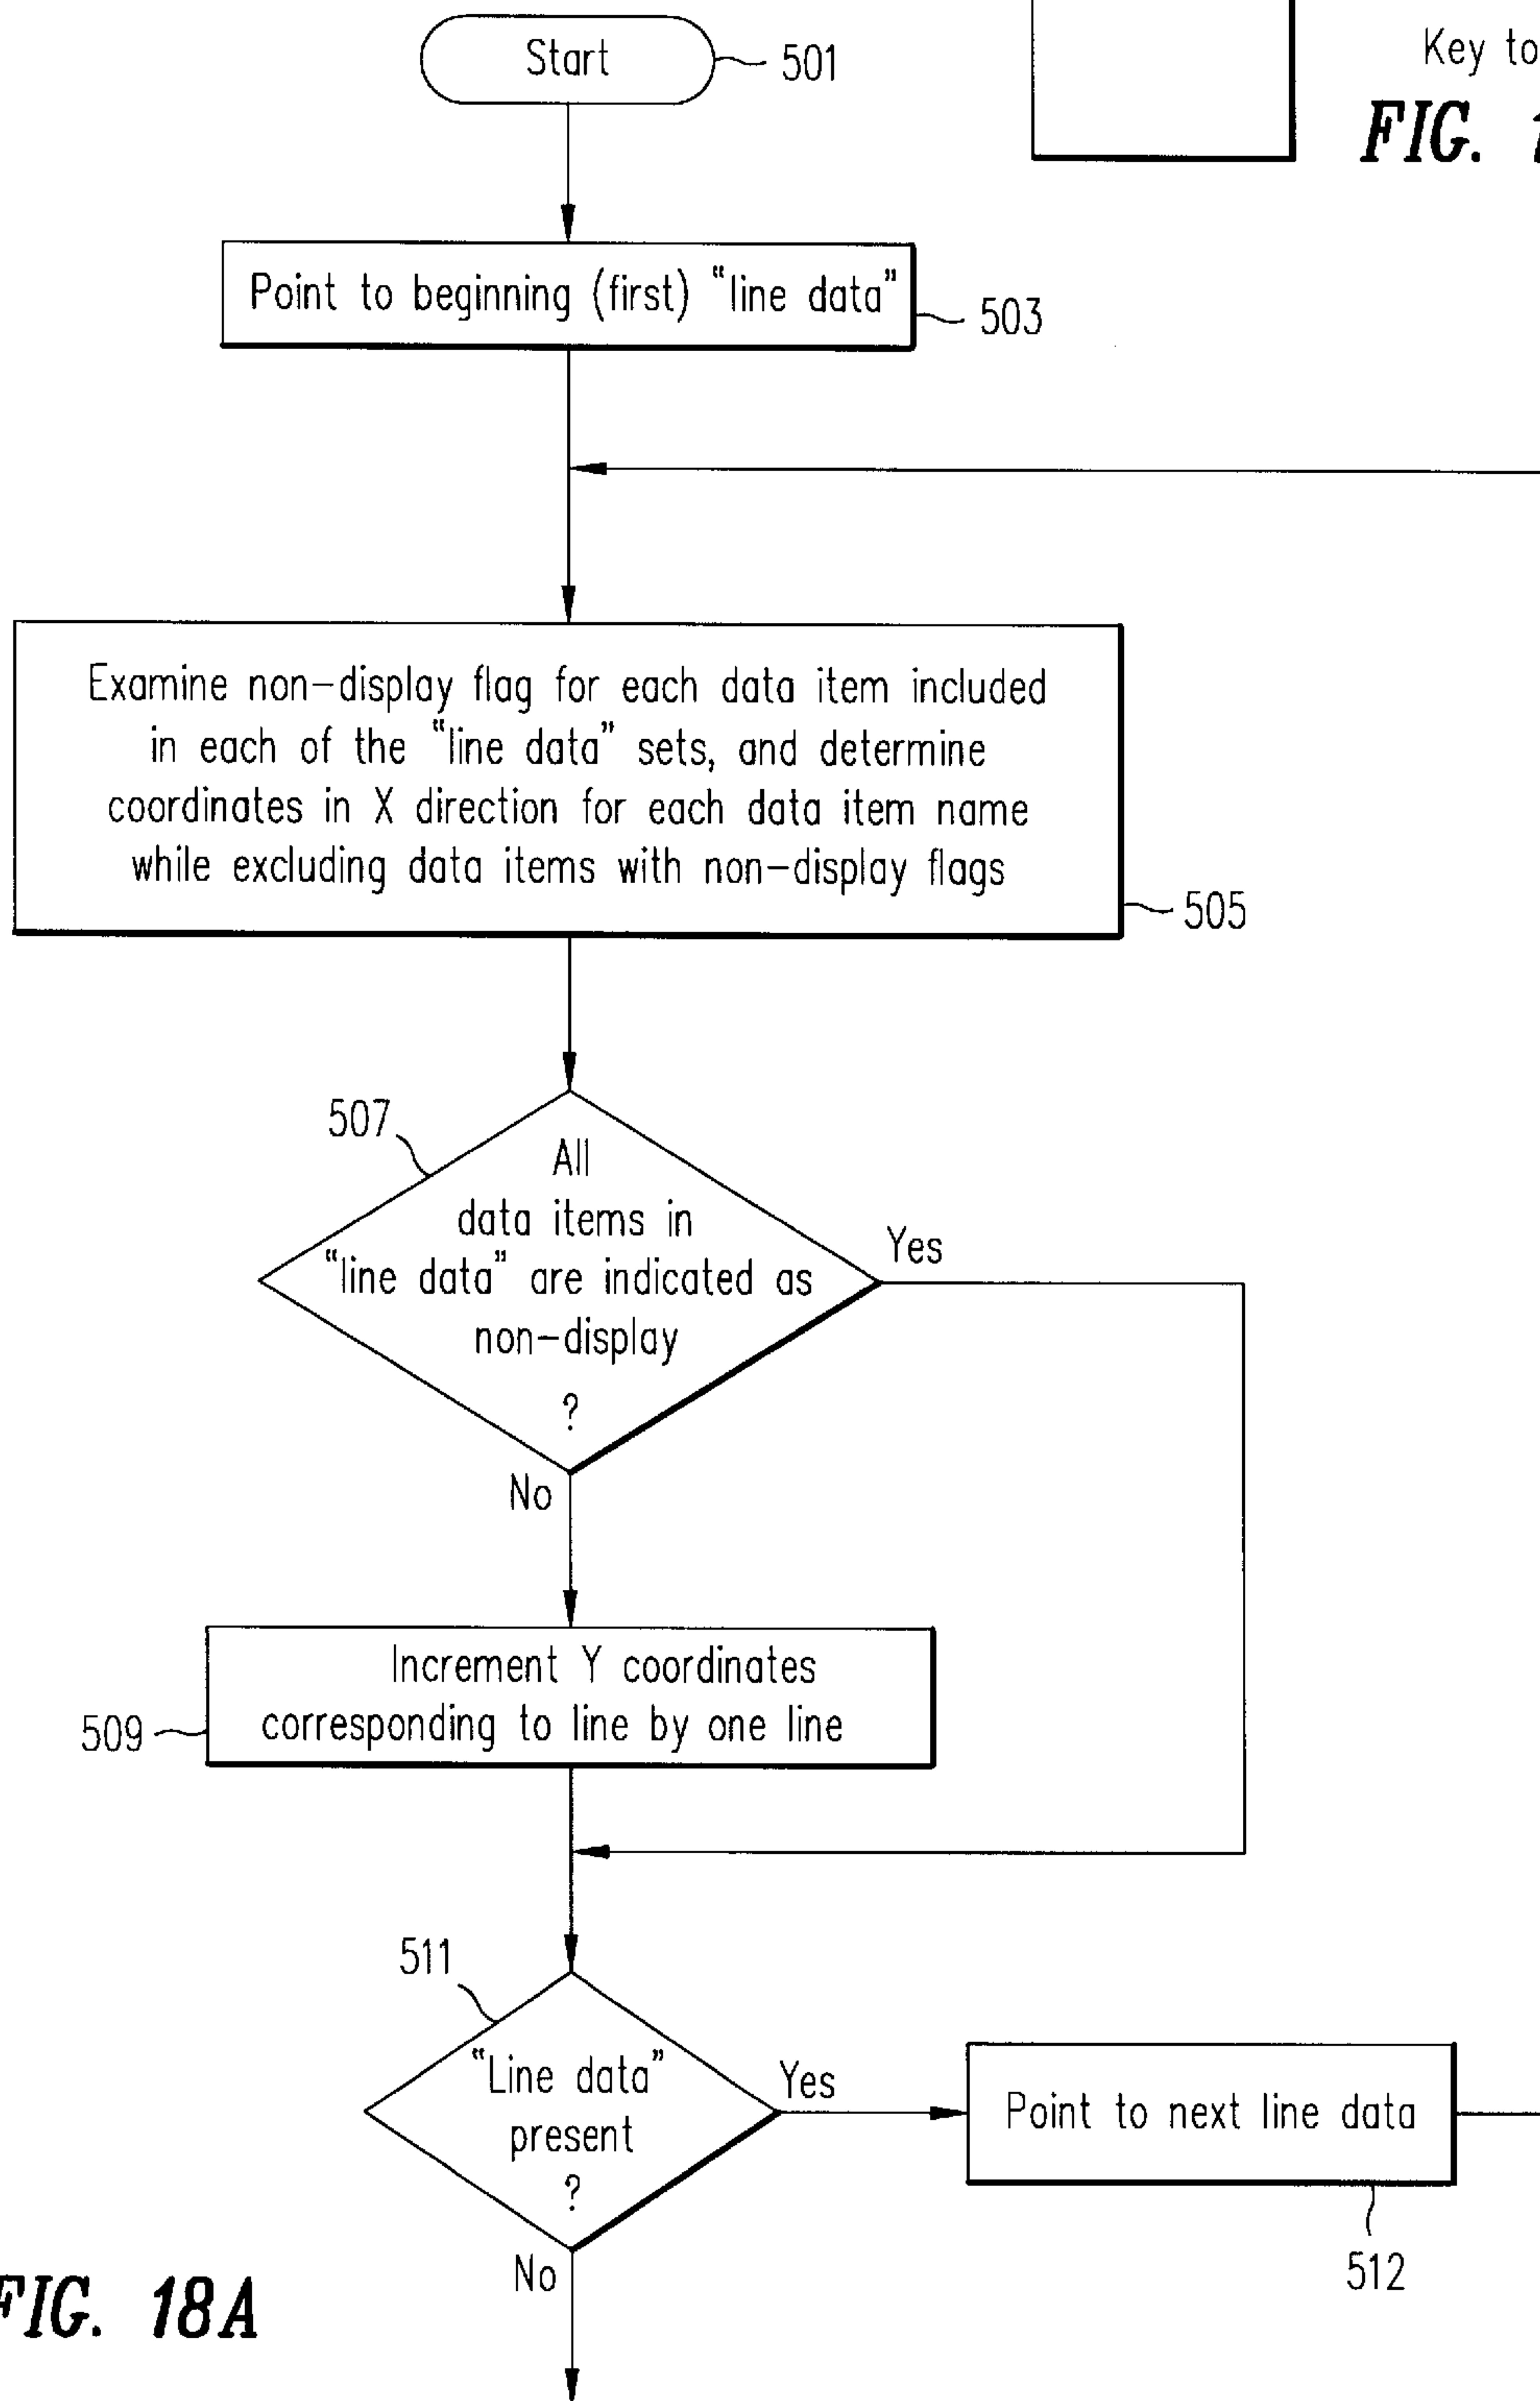 Start
501
Key to
FIG. 1
Point to beginning (first) “line data”
503
Examine non-display flag for each data item included
in each of the “line data” sets, and determine
coordinates in X direction for each data item name
while excluding data items with non-display flags
505
507
All
data items in
“line data” are indicated as
non-display
?
Yes
No
Increment Y coordinates
corresponding to line by one line
509
511
“Line data”
present
?
Yes
Point to next line data
512
No
FIG. 18A